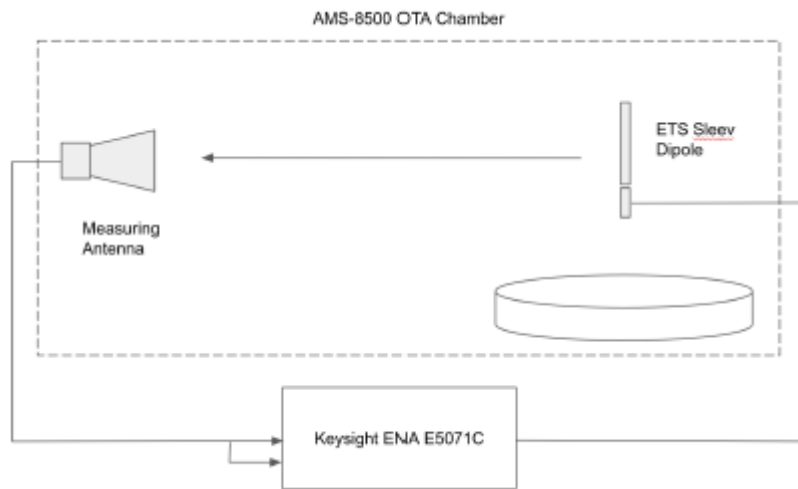 AMS-8500 OTA Chamber
ETS Sleev
Dipole
Measuring
Antenna
Keysight ENA E5071C